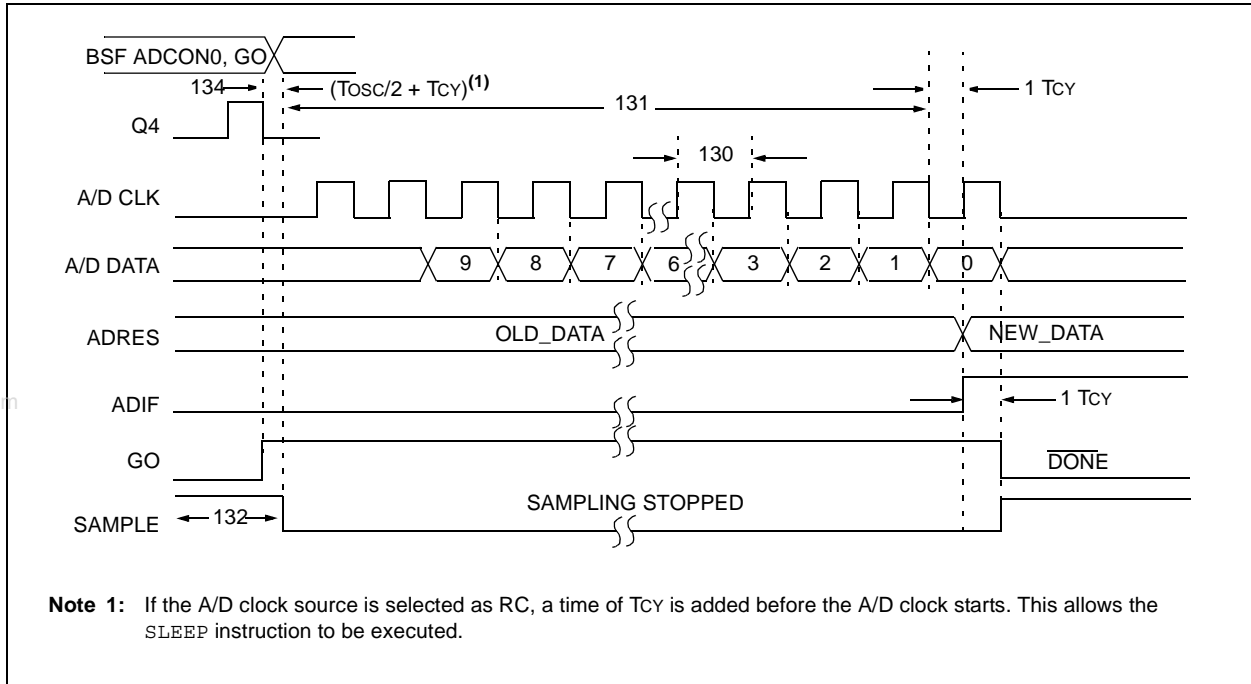 BSF ADCON0, GO
134
(TOSC/2 + TCY)(1)
131
1 TCY
Q4
130
A/D CLK
A/D DATA
9 8 7 6 3 2 1 0
ADRES
OLD_DATA
NEW_DATA
ADIF
1 TCY
GO
DONE
SAMPLING STOPPED
SAMPLE
132
Note 1: If the A/D clock source is selected as RC, a time of TCY is added before the A/D clock starts. This allows the
SLEEP instruction to be executed.
m